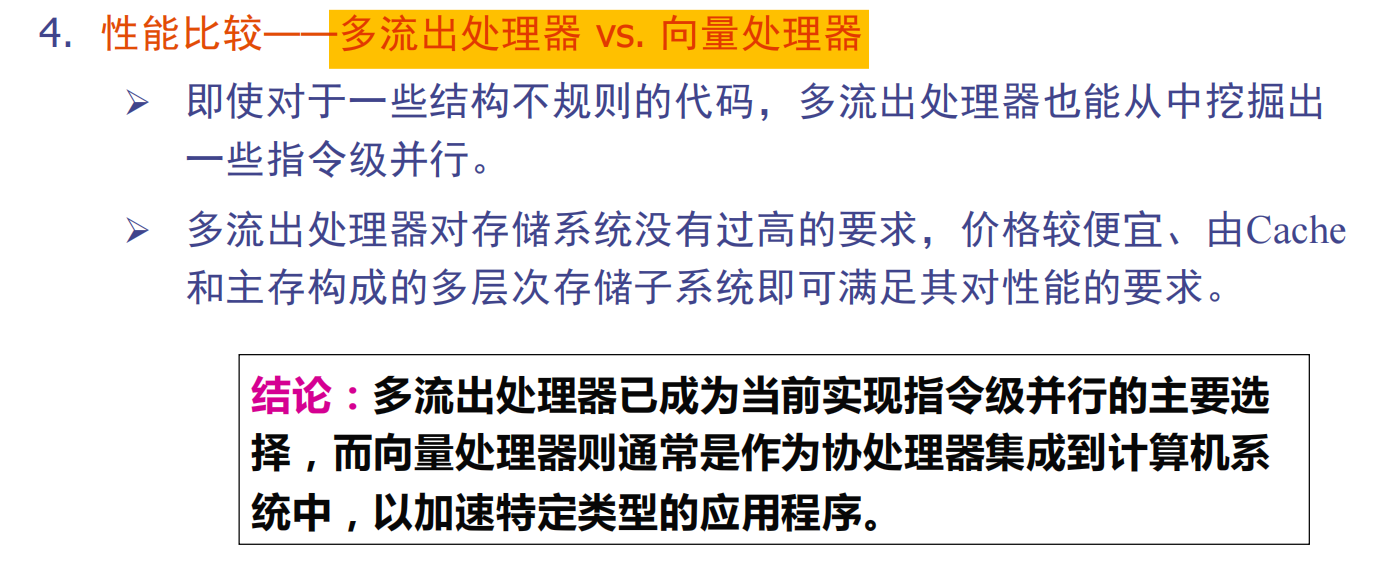 4. 性能比较——多流出处理器 vs. 向量处理器
➢ 即使对于一些结构不规则的代码，多流出处理器也能从中挖掘出
一些指令级并行。
➢ 多流出处理器对存储系统没有过高的要求，价格较便宜、由Cache
和主存构成的多层次存储子系统即可满足其对性能的要求。
结论：多流出处理器已成为当前实现指令级并行的主要选
择，而向量处理器则通常是作为协处理器集成到计算机系
统中，以加速特定类型的应用程序。